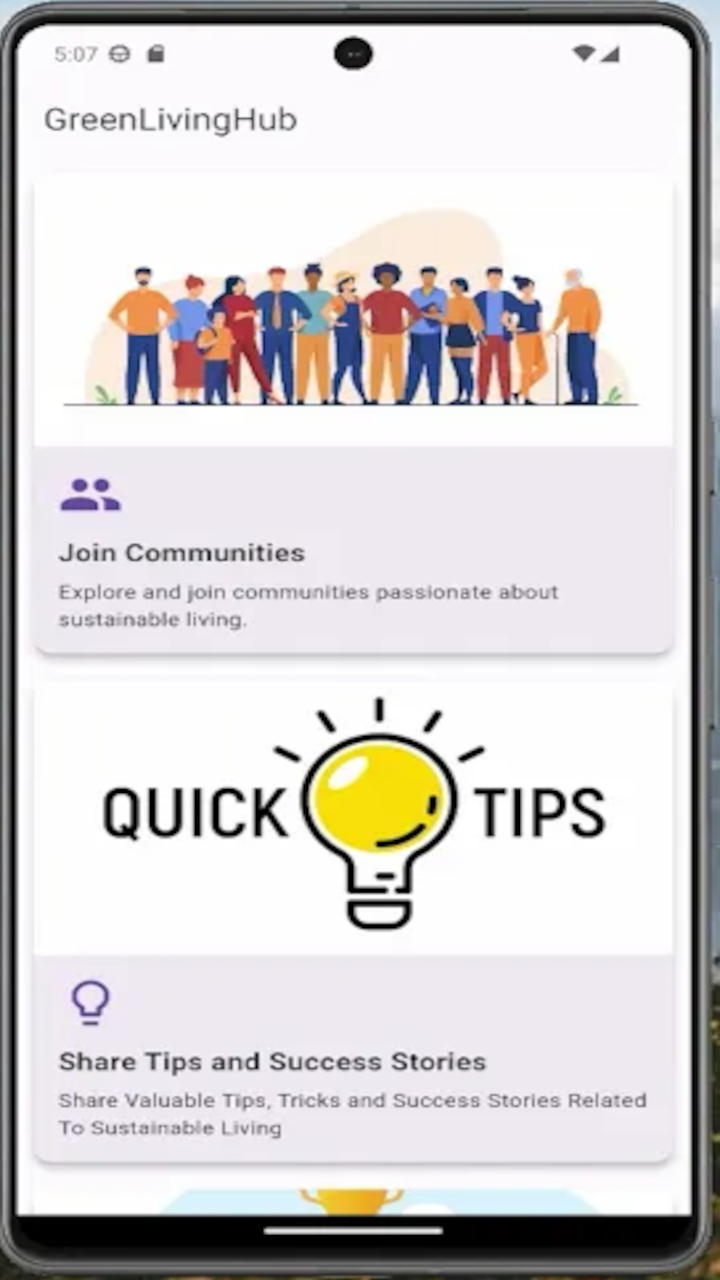 5:07
GreenLivingHub
Join Communities
Explore and join communities passionate about
sustainable living.
QUICK TIPS
Share Tips and Success Stories
Share Valuable Tips, Tricks and Success Stories Related
To Sustainable Living